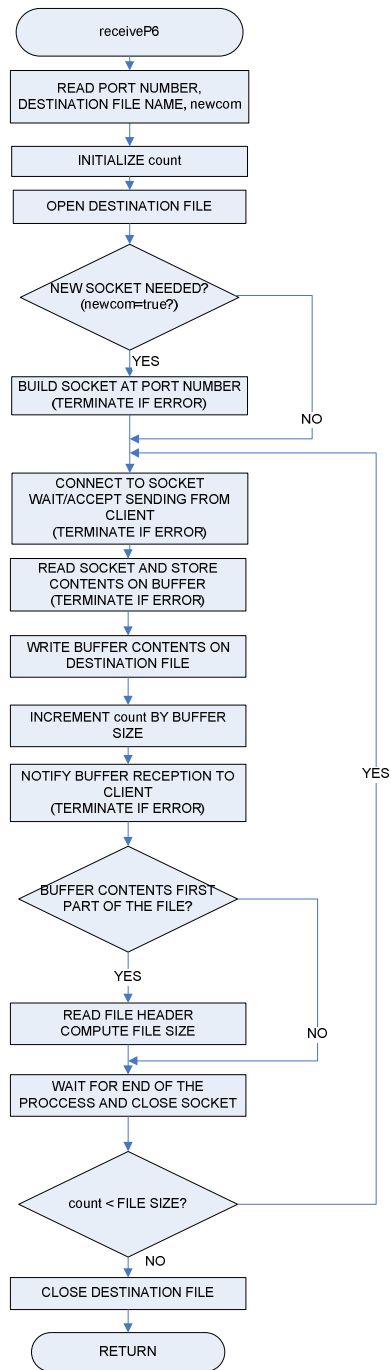 receiveP6
READ PORT NUMBER,
DESTINATION FILE NAME, newcom
INITIALIZE count
OPEN DESTINATION FILE
NEW SOCKET NEEDED?
(newcom=true?)
YES
BUILD SOCKET AT PORT NUMBER
(TERMINATE IF ERROR)
NO
CONNECT TO SOCKET
WAIT/ACCEPT SENDING FROM
CLIENT
(TERMINATE IF ERROR)
READ SOCKET AND STORE
CONTENTS ON BUFFER
(TERMINATE IF ERROR)
WRITE BUFFER CONTENTS ON
DESTINATION FILE
INCREMENT count BY BUFFER
SIZE
YES
NOTIFY BUFFER RECEPTION TO
CLIENT
(TERMINATE IF ERROR)
BUFFER CONTENTS FIRST
PART OF THE FILE?
YES
READ FILE HEADER
COMPUTE FILE SIZE
NO
WAIT FOR END OF THE
PROCCESS AND CLOSE SOCKET
count < FILE SIZE?
NO
CLOSE DESTINATION FILE
RETURN